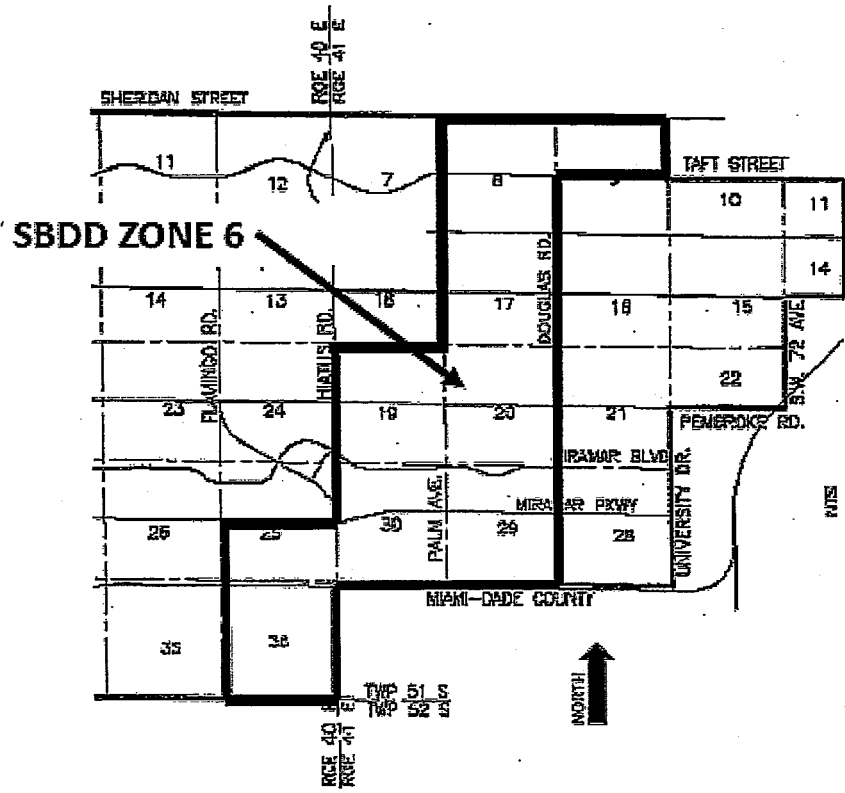 RGE 40 E
RGE 41 E
SHERIDAN STREET
TAFT STREET
11
12
7
8
9
10
11
SBDD ZONE 6
14
14
13
18
17
16
15
DOUGLAS RD.
FLAMINGO RD.
HIATUS RD.
S.W. 72 AVE
22
23
24
19
20
21
PEMBROKE RD.
IRAMAR BLVD
MIRAMAR PKWY
PALM AVE.
UNIVERSITY DR.
NTS
26
25
30
29
28
MIAMI-DADE COUNTY
35
36
TWP 51 S
TWP 52 S
NORTH
RGE 40 E
RGE 41 E